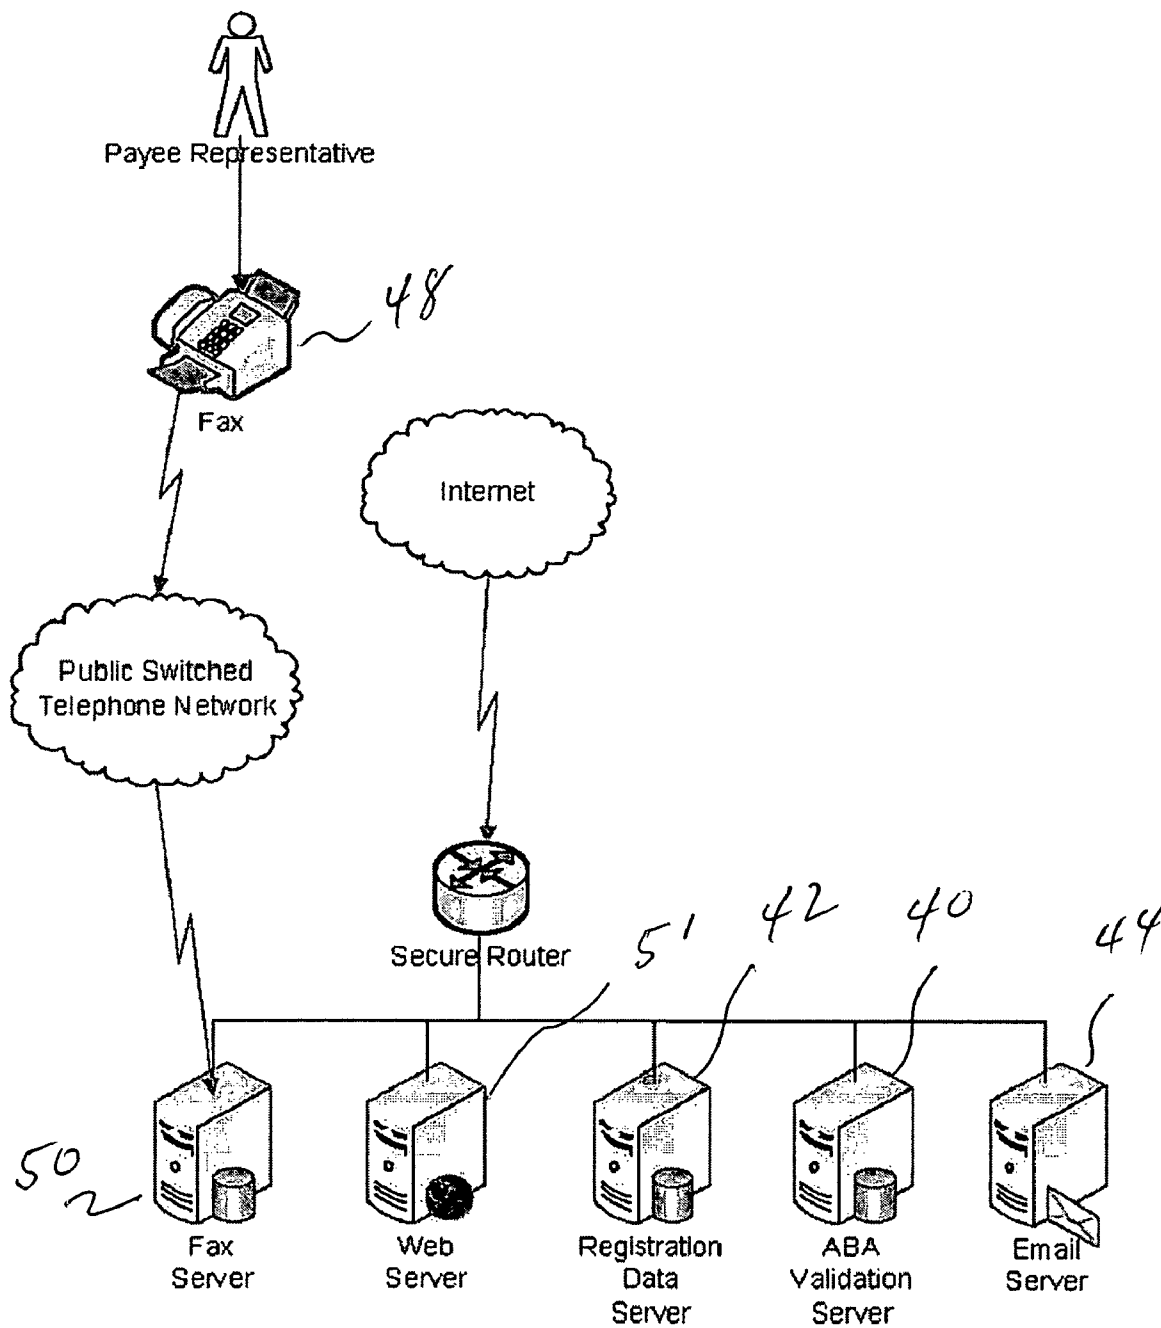 Payee Representative
48
Fax
Internet
Public Switched
Telephone Network
Secure Router
51
42
40
44
50
Fax
Server
Web
Server
Registration
Data
Server
ABA
Validation
Server
Email
Server